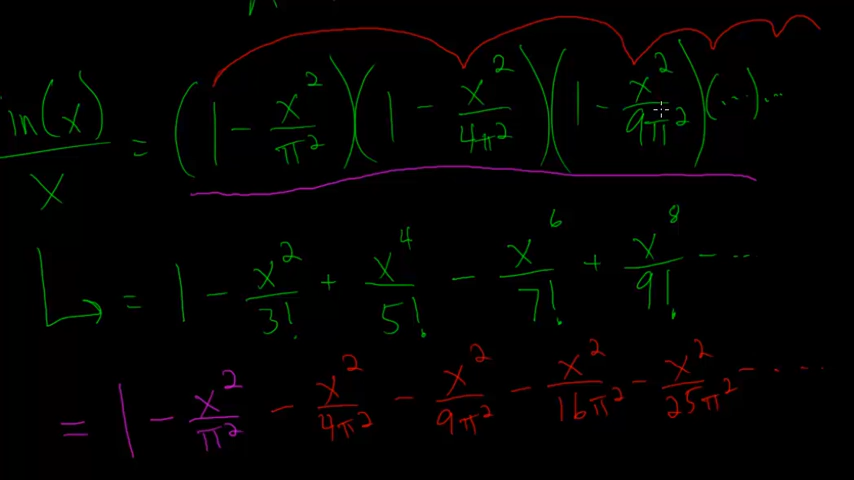 in(x)/x = (1 - x²/π²)(1 - x²/4π²)(1 - x²/9π²)(...)...
= 1 - x²/3! + x⁴/5! - x⁶/7! + x⁸/9! - ...
= 1 - x²/π² - x²/4π² - x²/9π² - x²/16π² - x²/25π² - ....